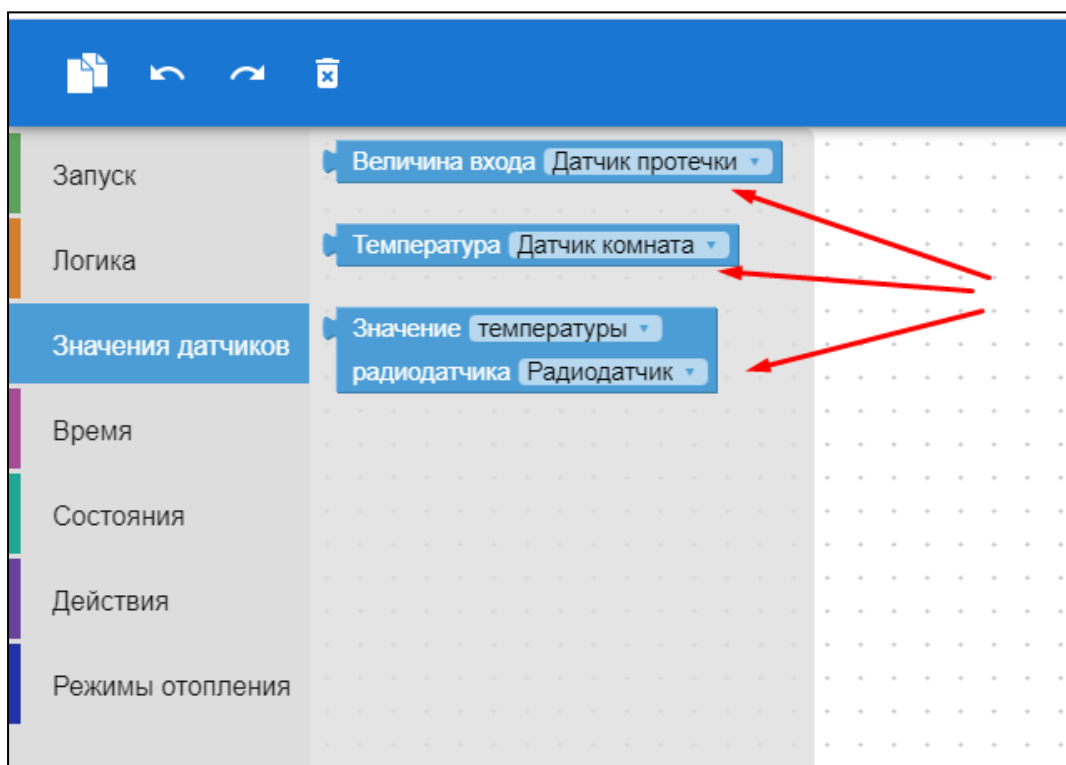 Запуск
Логика
Значения датчиков
Время
Состояния
Действия
Режимы отопления
Величина входа Датчик протечки
Температура Датчик комната
Значение температуры
радиодатчика Радиодатчик